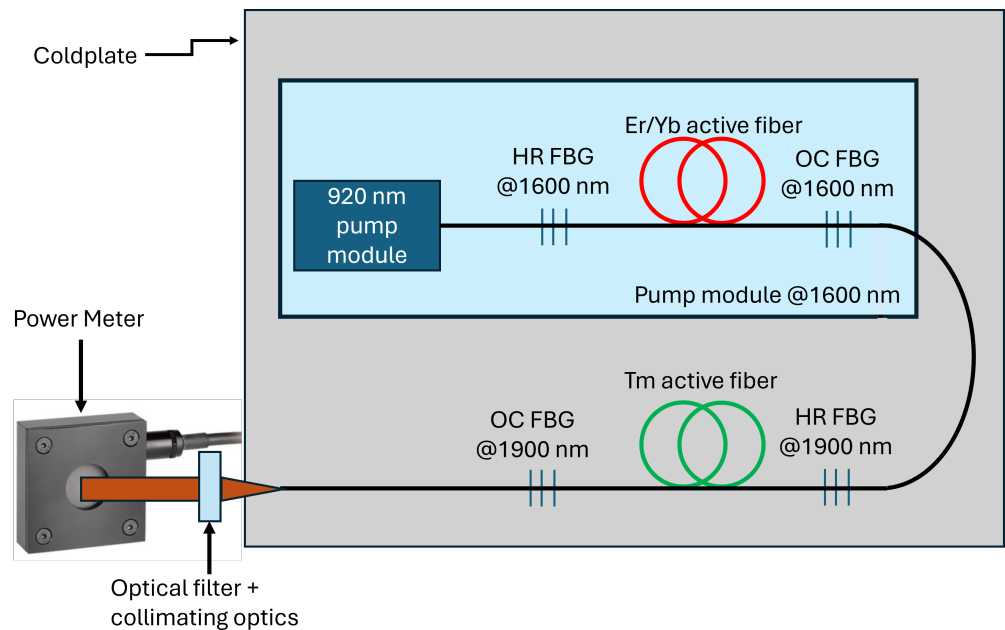 Coldplate
Er/Yb active fiber
HR FBG
@1600 nm
OC FBG
@1600 nm
920 nm
pump
module
Pump module @1600 nm
Power Meter
Tm active fiber
OC FBG
@1900 nm
HR FBG
@1900 nm
Optical filter +
collimating optics